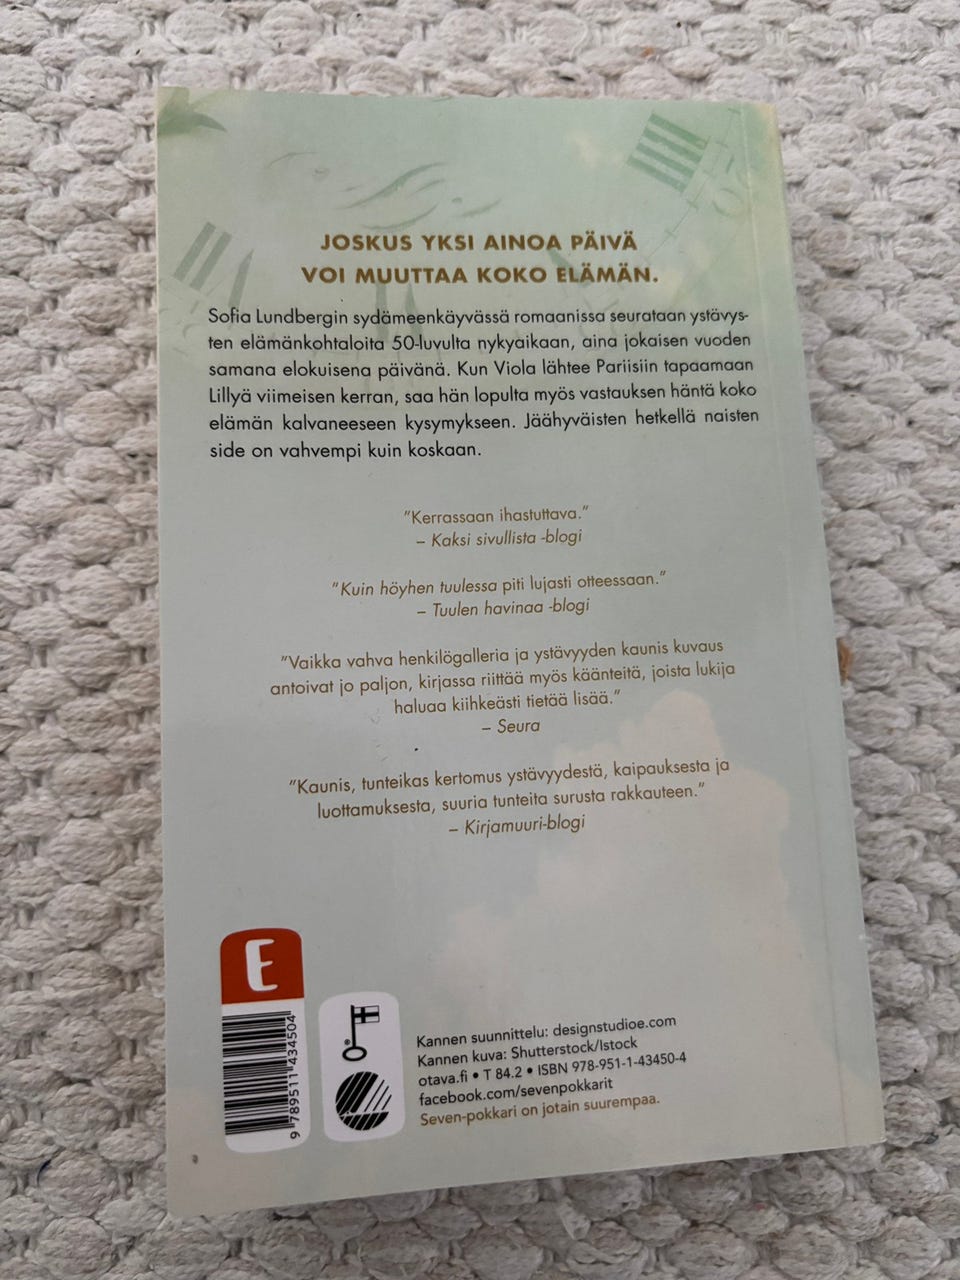 JOSKUS YKSI AINOA PÄIVÄ
VOI MUUTTAA KOKO ELÄMÄN.
Sofia Lundbergin sydämeenkäyvässä romaanissa seurataan ystävys-
ten elämänkohtaloita 50-luvulta nykyaikaan, aina jokaisen vuoden
samana elokuisena päivänä. Kun Viola lähtee Pariisiin tapaamaan
Lillyä viimeisen kerran, saa hän lopulta myös vastauksen häntä koko
elämän kalvaneeseen kysymykseen. Jäähyväisten hetkellä naisten
side on vahvempi kuin koskaan.
”Kerrassaan ihastuttava.”
– Kaksi sivullista -blogi
”Kuin höyhen tuulessa piti lujasti otteessaan.”
– Tuulen havinaa -blogi
”Vaikka vahva henkilögalleria ja ystävyyden kaunis kuvaus
antoivat jo paljon, kirjassa riittää myös käänteitä, joista lukija
haluaa kiihkeästi tietää lisää.”
– Seura
”Kaunis, tunteikas kertomus ystävyydestä, kaipauksesta ja
luottamuksesta, suuria tunteita surusta rakkauteen.”
– Kirjamuuri-blogi
E
9 789511 434504
®
Kannen suunnittelu: designstudioe.com
Kannen kuva: Shutterstock/Istock
otava.fi • T 84.2 • ISBN 978-951-1-43450-4
facebook.com/sevenpokkarit
Seven-pokkari on jotain suurempaa.